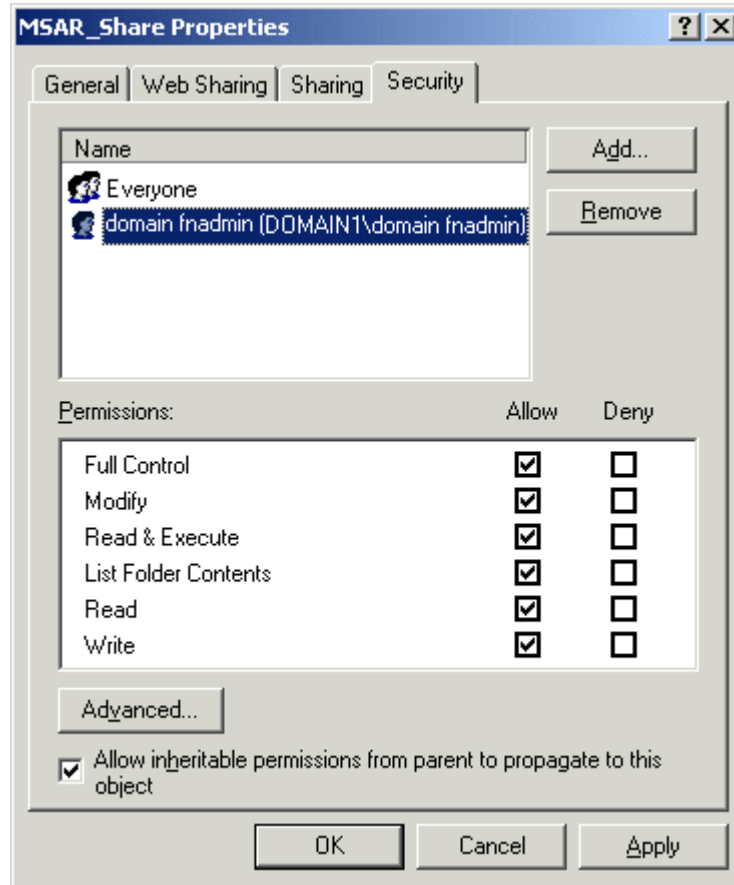 MSAR_Share Properties
General
Web Sharing
Sharing
Security
Name
Add...
Everyone
Remove
domain fnadmin (DOMAIN1\domain fnadmin)
Permissions:
Allow
Deny
Full Control
Modify
Read & Execute
List Folder Contents
Read
Write
Advanced...
Allow inheritable permissions from parent to propagate to this
object
OK
Cancel
Apply